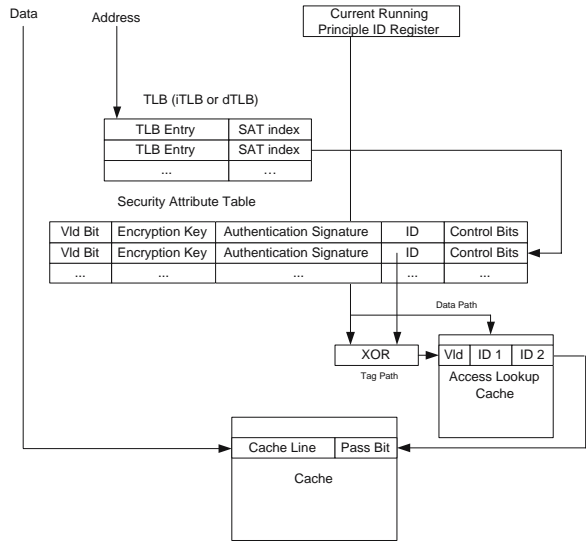 Data
Address
Current Running
Principle ID Register
TLB (iTLB or dTLB)
TLB Entry SAT index
TLB Entry SAT index
... ...
Security Attribute Table
Vld Bit Encryption Key Authentication Signature ID Control Bits
Vld Bit Encryption Key Authentication Signature ID Control Bits
... ... ... ... ...
Data Path
XOR
Vld ID 1 ID 2
Tag Path
Access Lookup
Cache
Cache Line Pass Bit
Cache